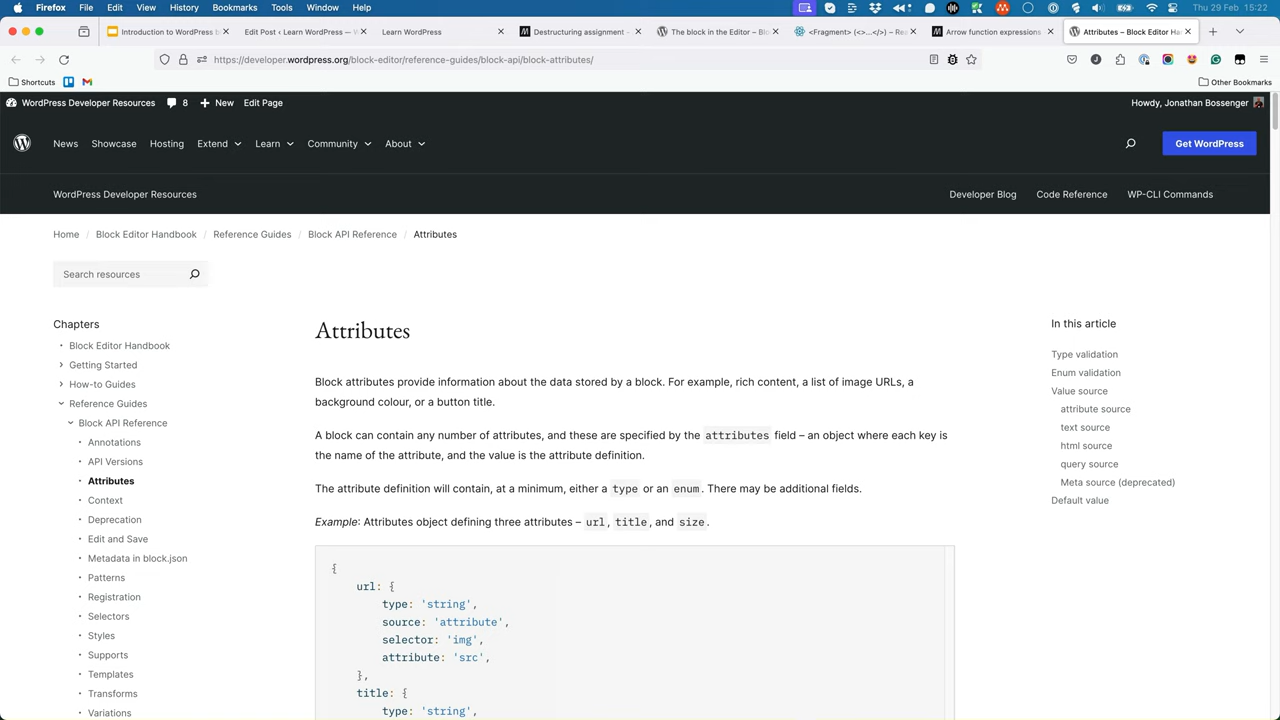 Firefox File Edit View History Bookmarks Tools Window Help Thu 29 Feb 15:22
Introduction to WordPress b
Edit Post ‹ Learn WordPress — W
Learn WordPress
Destructuring assignment -
The block in the Editor – Bloc
<Fragment> (<>...</>) – Rea
Arrow function expressions
Attributes – Block Editor Ha
https://developer.wordpress.org/block-editor/reference-guides/block-api/block-attributes/
Shortcuts
Other Bookmarks
WordPress Developer Resources 8 New Edit Page
Howdy, Jonathan Bossenger
News Showcase Hosting Extend Learn Community About
Get WordPress
WordPress Developer Resources
Developer Blog Code Reference WP-CLI Commands
Home / Block Editor Handbook / Reference Guides / Block API Reference / Attributes
Search resources
Chapters
Block Editor Handbook
Getting Started
How-to Guides
Reference Guides
Block API Reference
Annotations
API Versions
Attributes
Context
Deprecation
Edit and Save
Metadata in block.json
Patterns
Registration
Selectors
Styles
Supports
Templates
Transforms
Variations
Attributes
Block attributes provide information about the data stored by a block. For example, rich content, a list of image URLs, a
background colour, or a button title.
A block can contain any number of attributes, and these are specified by the attributes field – an object where each key is
the name of the attribute, and the value is the attribute definition.
The attribute definition will contain, at a minimum, either a type or an enum. There may be additional fields.
Example: Attributes object defining three attributes – url, title, and size.
{
url: {
type: 'string',
source: 'attribute',
selector: 'img',
attribute: 'src',
},
title: {
type: 'string',
In this article
Type validation
Enum validation
Value source
attribute source
text source
html source
query source
Meta source (deprecated)
Default value